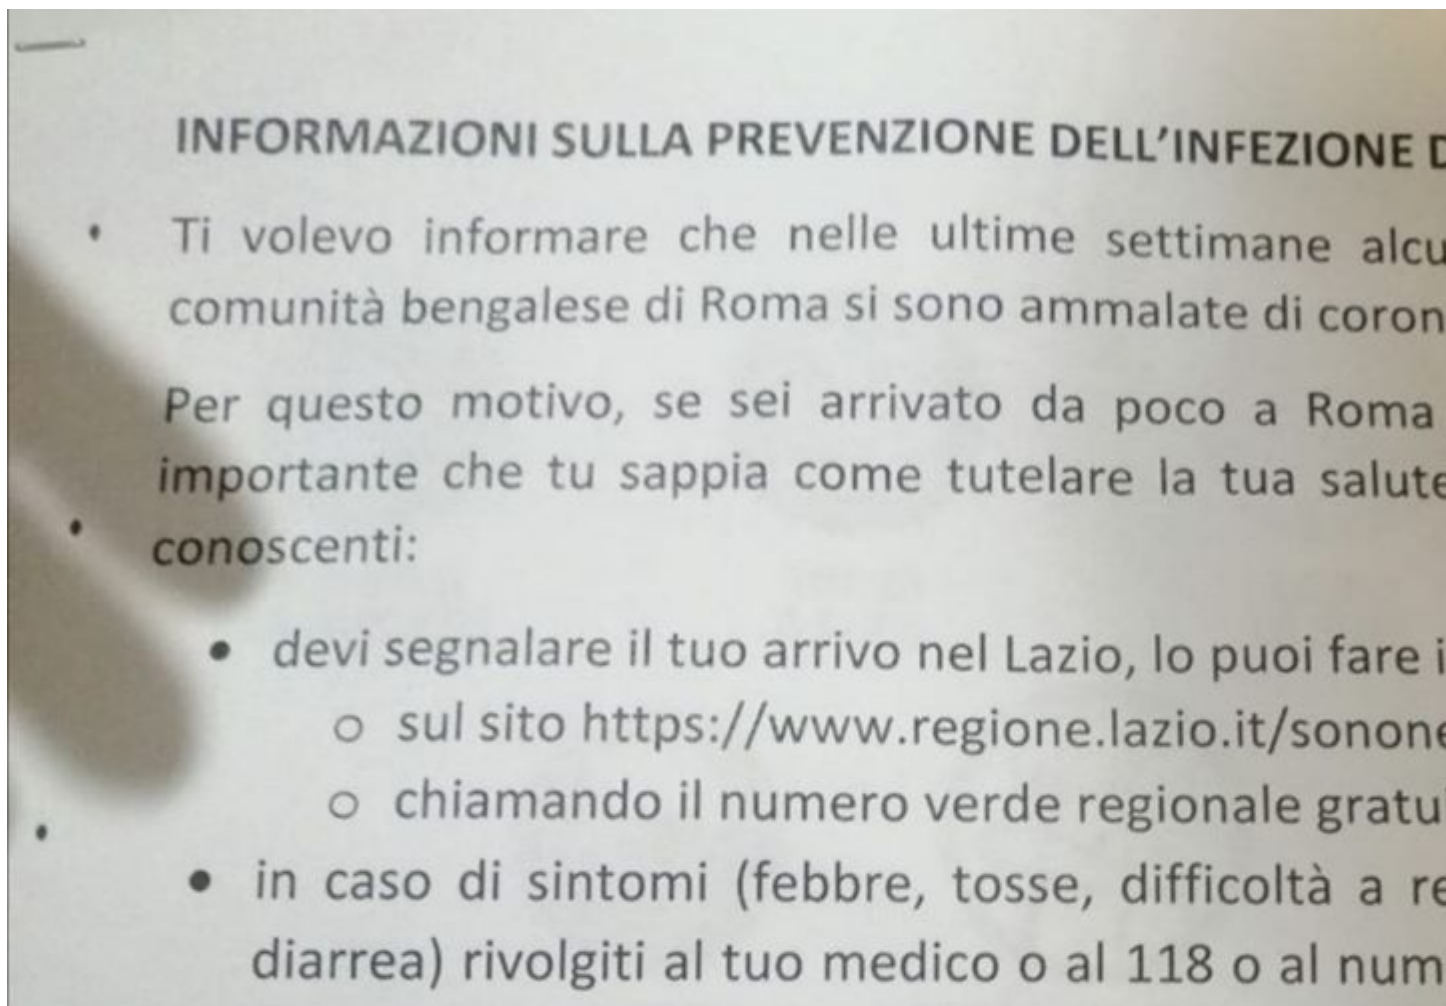 INFORMAZIONI SULLA PREVENZIONE DELL'INFEZIONE
Ti volevo informare che nelle ultime settimane
comunità bengalese di Roma si sono ammalate di
Per questo motivo, se sei arrivato da poco a Roma
importante che tu sappia come tutelare la tua salute
conoscenti:
• devi segnalare il tuo arrivo nel Lazio, lo puoi fare
o sul sito https://www.regione.lazio.it/sonone
o chiamando il numero verde regionale
• in caso di sintomi (febbre, tosse, difficoltà a
diarrea) rivolgiti al tuo medico o al 118 o al